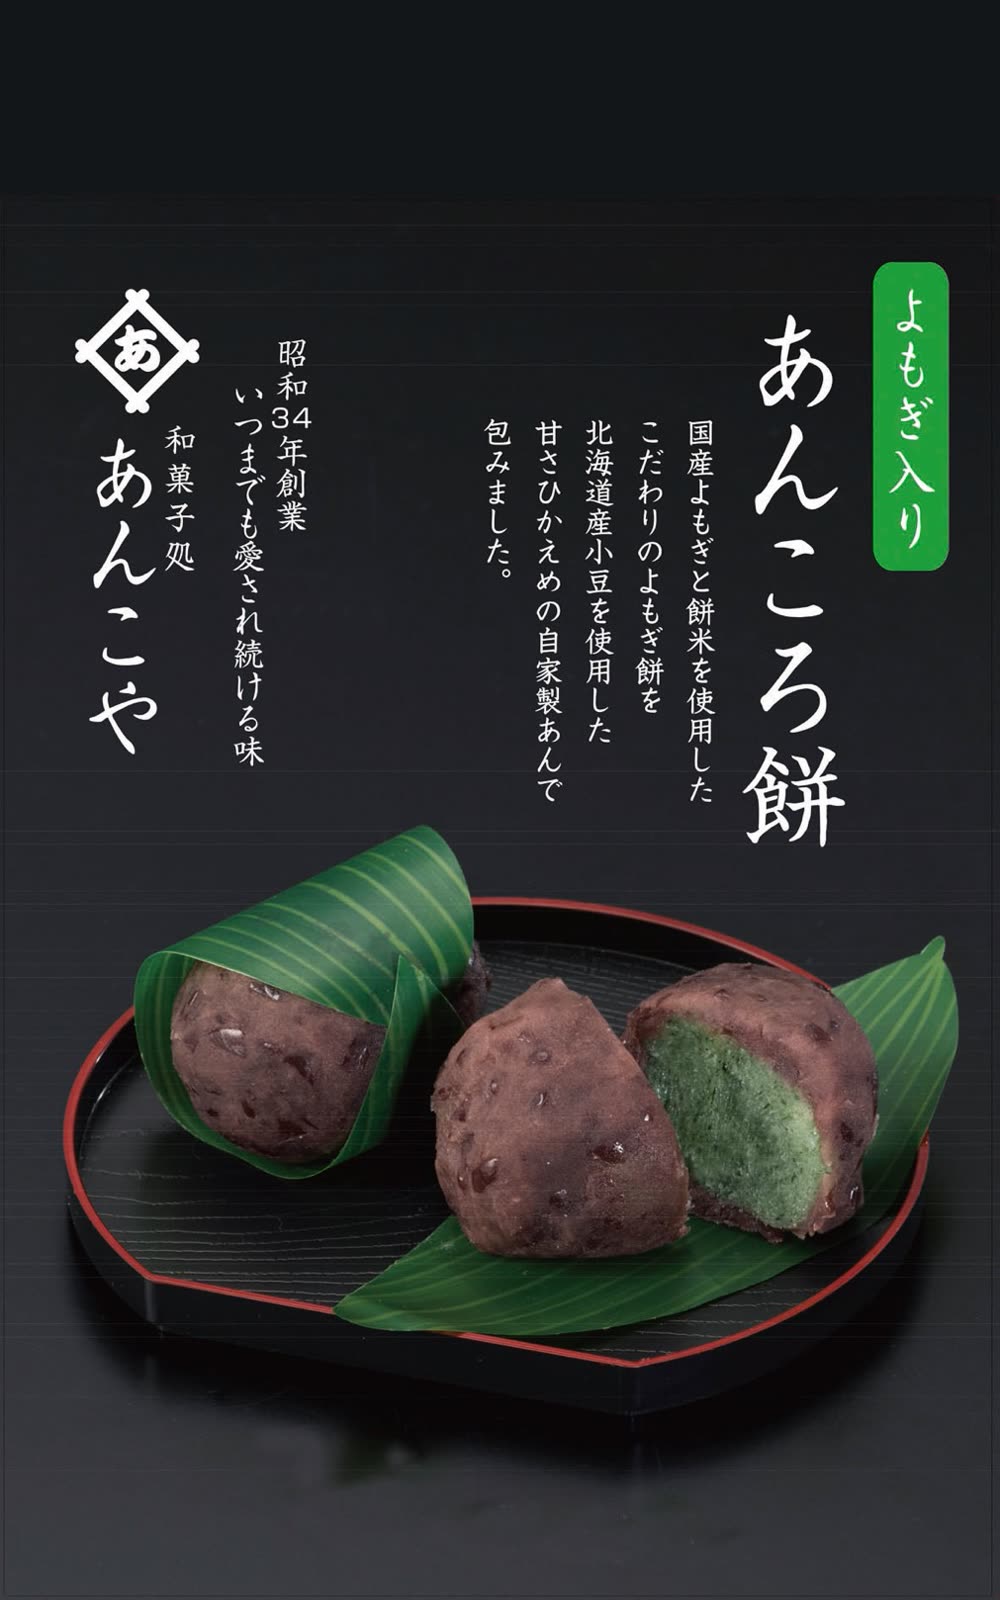 よもぎ入り
あんころ餅
国産よもぎと餅米を使用した
こだわりのよもぎ餅を
北海道産小豆を使用した
甘さひかえめの自家製あんで
包みました。
昭和34年創業
いつまでも愛され続ける味
あ
和菓子処
あんこや